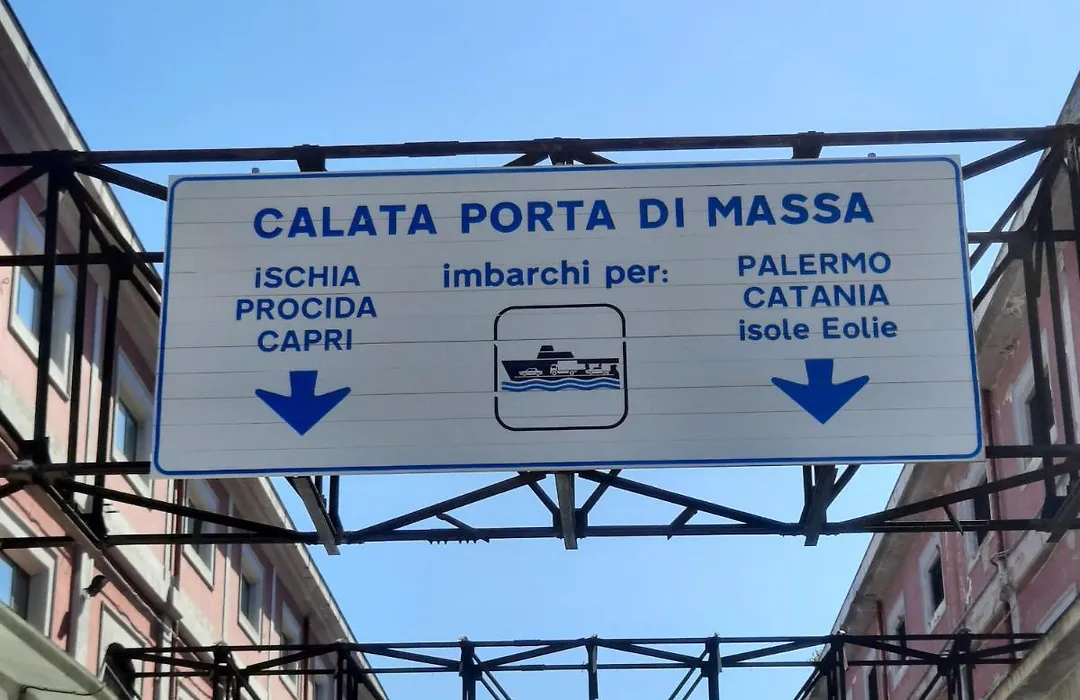 CALATA PORTA DI MASSA
iSCHIA
PROCIDA
CAPRI
imbarchi per:
PALERMO
CATANIA
isole Eolie